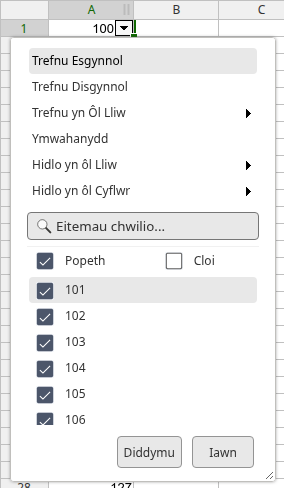 A B C
1 100
Trefnu Esgynnol
Trefnu Disgynnol
Trefnu yn Ôl Lliw
Ymwahanydd
Hidlo yn ôl Lliw
Hidlo yn ôl Cyflwr
Eitemau chwilio...
Popeth Cloi
101
102
103
104
105
106
Diddymu Iawn
28 127